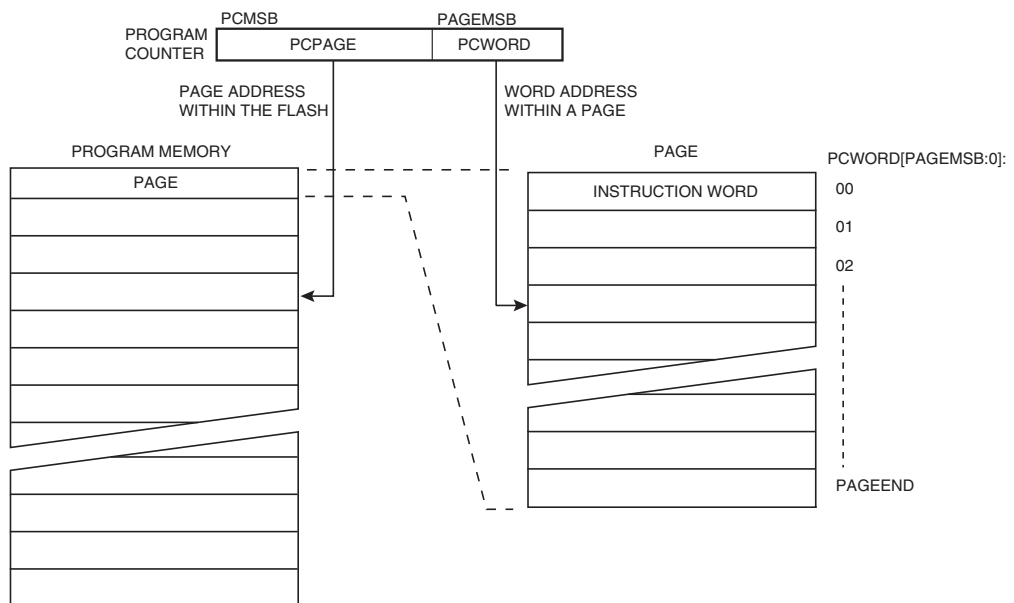 PCMSB
PAGEMSB
PROGRAM
COUNTER
PCPAGE
PCWORD
PAGE ADDRESS
WITHIN THE FLASH
WORD ADDRESS
WITHIN A PAGE
PROGRAM MEMORY
PAGE
PAGE
INSTRUCTION WORD
PCWORD[PAGEMSB:0]:
00
01
02
PAGEEND